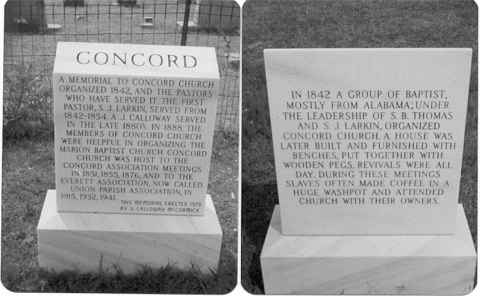 CONCORD
A MEMORIAL TO CONCORD CHURCH
ORGANIZED 1842, AND THE PASTORS
WHO HAVE SERVED IT. THE FIRST
PASTOR, S. J. LARKIN, SERVED FROM
1842-1854. A. J. CALLOWAY SERVED
IN THE LATE 1880'S. IN 1888, THE
MEMBERS OF CONCORD CHURCH
WERE HELPFUL IN ORGANIZING THE
MARION BAPTIST CHURCH. CONCORD
CHURCH WAS HOST TO THE
CONCORD ASSOCIATION MEETINGS
IN 1851, 1855, 1876, AND TO THE
EVERETT ASSOCIATION, NOW CALLED
UNION PARISH ASSOCIATION, IN
1915, 1932, 1941.
THIS MEMORIAL ERECTED 1979
BY CALLOWAY MCCORMICK
IN 1842 A GROUP OF BAPTIST,
MOSTLY FROM ALABAMA; UNDER
THE LEADERSHIP OF S. B. THOMAS
AND S. J. LARKIN, ORGANIZED
CONCORD CHURCH. A HOUSE WAS
LATER BUILT AND FURNISHED WITH
BENCHES, PUT TOGETHER WITH
WOODEN PEGS. REVIVALS WERE ALL
DAY. DURING THESE MEETINGS
SLAVES OFTEN MADE COFFEE IN A
HUGE WASHPOT AND ATTENDED
CHURCH WITH THEIR OWNERS.